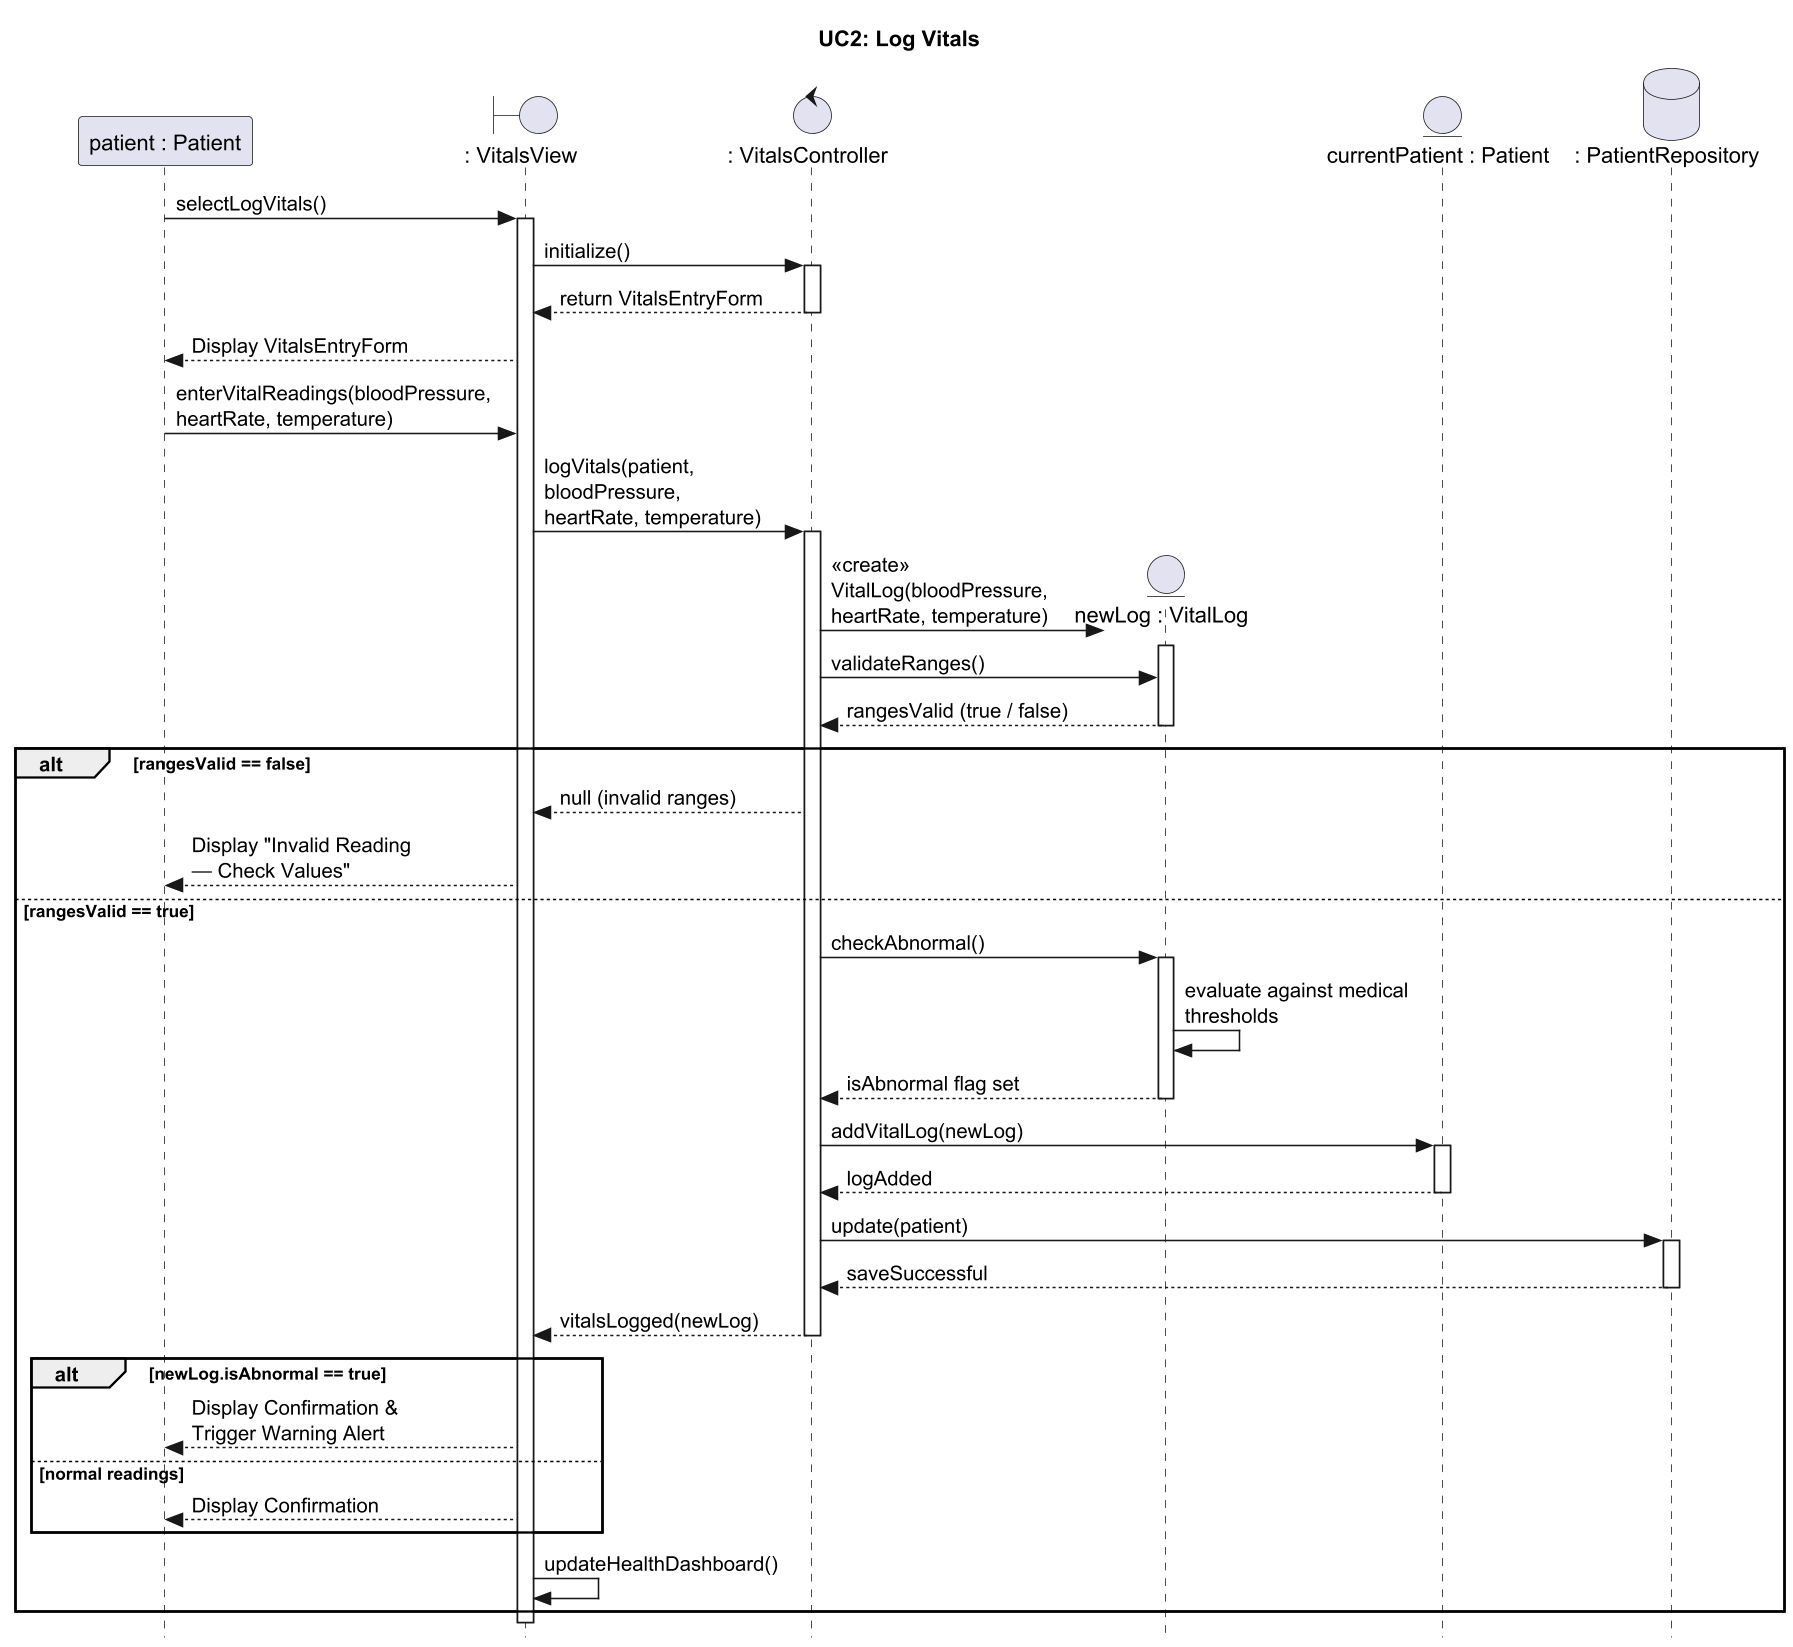 UC2: Log Vitals
patient : Patient
: VitalsView
: VitalsController
currentPatient : Patient
: PatientRepository
selectLogVitals()
initialize()
return VitalsEntryForm
Display VitalsEntryForm
enterVitalReadings(bloodPressure,
heartRate, temperature)
logVitals(patient,
bloodPressure,
heartRate, temperature)
«create»
VitalLog(bloodPressure,
heartRate, temperature)
newLog : VitalLog
validateRanges()
rangesValid (true / false)
alt
[rangesValid == false]
null (invalid ranges)
Display "Invalid Reading
— Check Values"
[rangesValid == true]
checkAbnormal()
evaluate against medical
thresholds
isAbnormal flag set
addVitalLog(newLog)
logAdded
update(patient)
saveSuccessful
vitalsLogged(newLog)
alt
[newLog.isAbnormal == true]
Display Confirmation &
Trigger Warning Alert
[normal readings]
Display Confirmation
updateHealthDashboard()